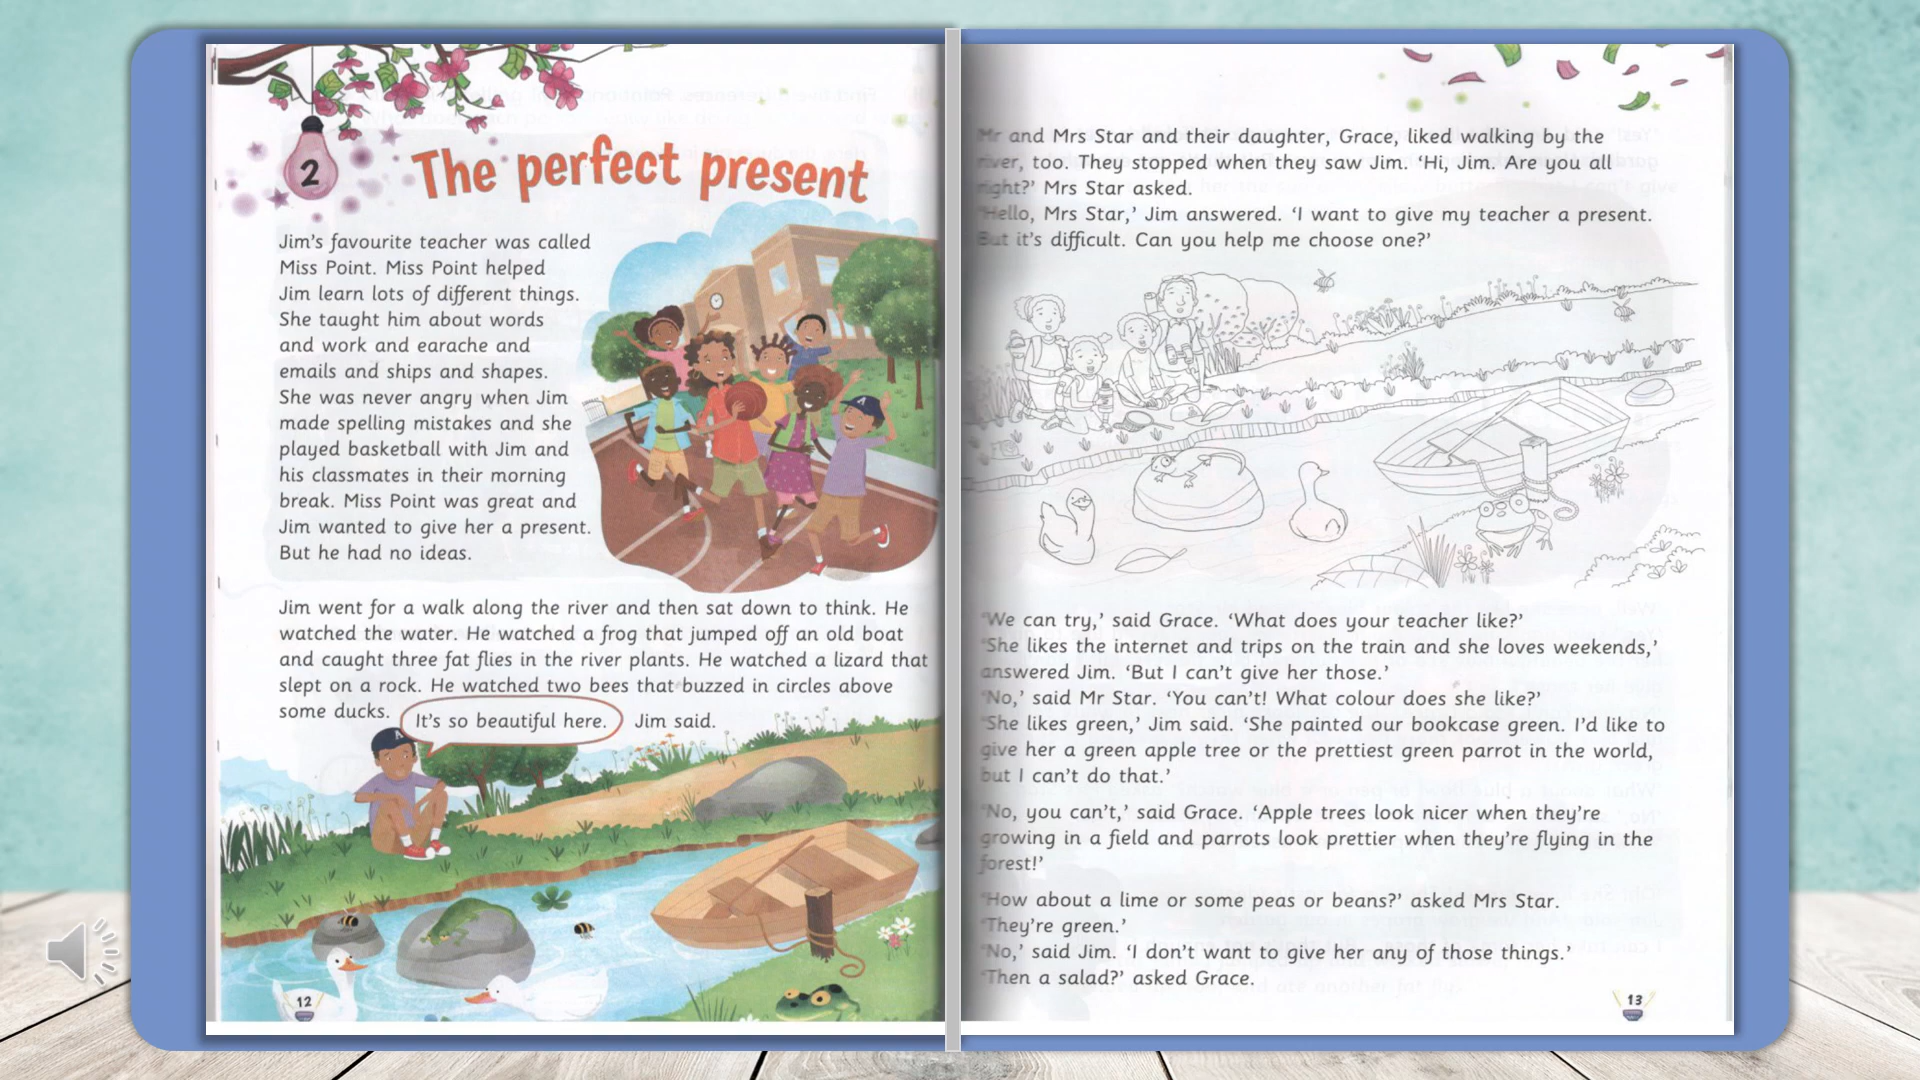 2
The perfect present
Jim's favourite teacher was called
Miss Point. Miss Point helped
Jim learn lots of different things.
She taught him about words
and work and earache and
emails and ships and shapes.
She was never angry when Jim
made spelling mistakes and she
played basketball with Jim and
his classmates in their morning
break. Miss Point was great and
Jim wanted to give her a present.
But he had no ideas.
Jim went for a walk along the river and then sat down to think. He
watched the water. He watched a frog that jumped off an old boat
and caught three fat flies in the river plants. He watched a lizard that
slept on a rock. He watched two bees that buzzed in circles above
some ducks.
It's so beautiful here.
Jim said.
A
A
12
Mr and Mrs Star and their daughter, Grace, liked walking by the
river, too. They stopped when they saw Jim. 'Hi, Jim. Are you all
right?' Mrs Star asked.
'Hello, Mrs Star,' Jim answered. 'I want to give my teacher a present.
But it's difficult. Can you help me choose one?'
'We can try,' said Grace. 'What does your teacher like?'
'She likes the internet and trips on the train and she loves weekends,'
answered Jim. 'But I can't give her those.'
'No,' said Mr Star. 'You can't! What colour does she like?'
'She likes green,' Jim said. 'She painted our bookcase green. I'd like to
give her a green apple tree or the prettiest green parrot in the world,
but I can't do that.'
'No, you can't,' said Grace. 'Apple trees look nicer when they're
growing in a field and parrots look prettier when they're flying in the
forest!'
'How about a lime or some peas or beans?' asked Mrs Star.
'They're green.'
'No,' said Jim. 'I don't want to give her any of those things.'
'Then a salad?' asked Grace.
13